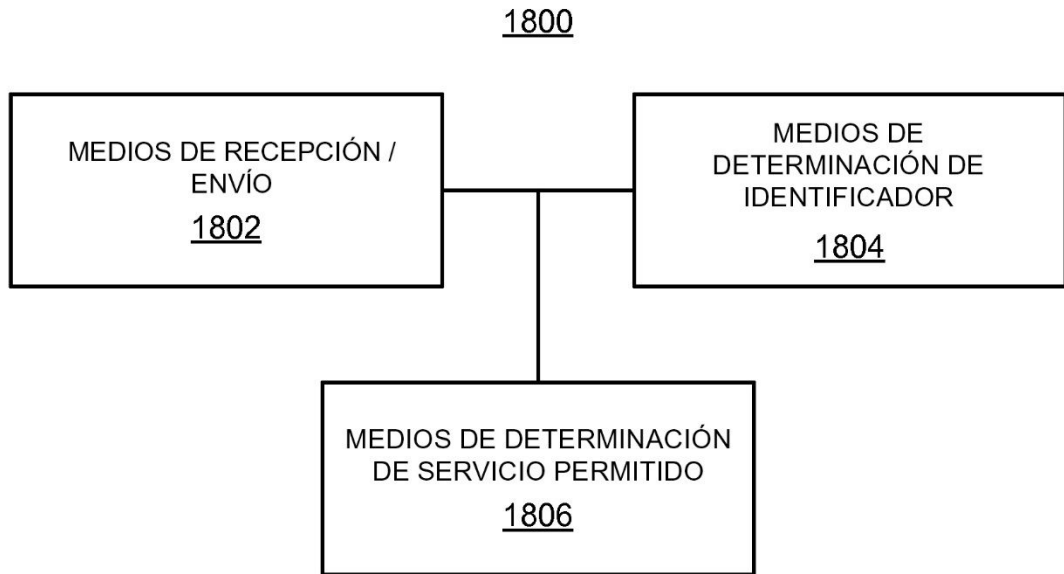 1800
MEDIOS DE RECEPCIÓN /
ENVÍO
1802
MEDIOS DE
DETERMINACIÓN DE
IDENTIFICADOR
1804
MEDIOS DE DETERMINACIÓN
DE SERVICIO PERMITIDO
1806